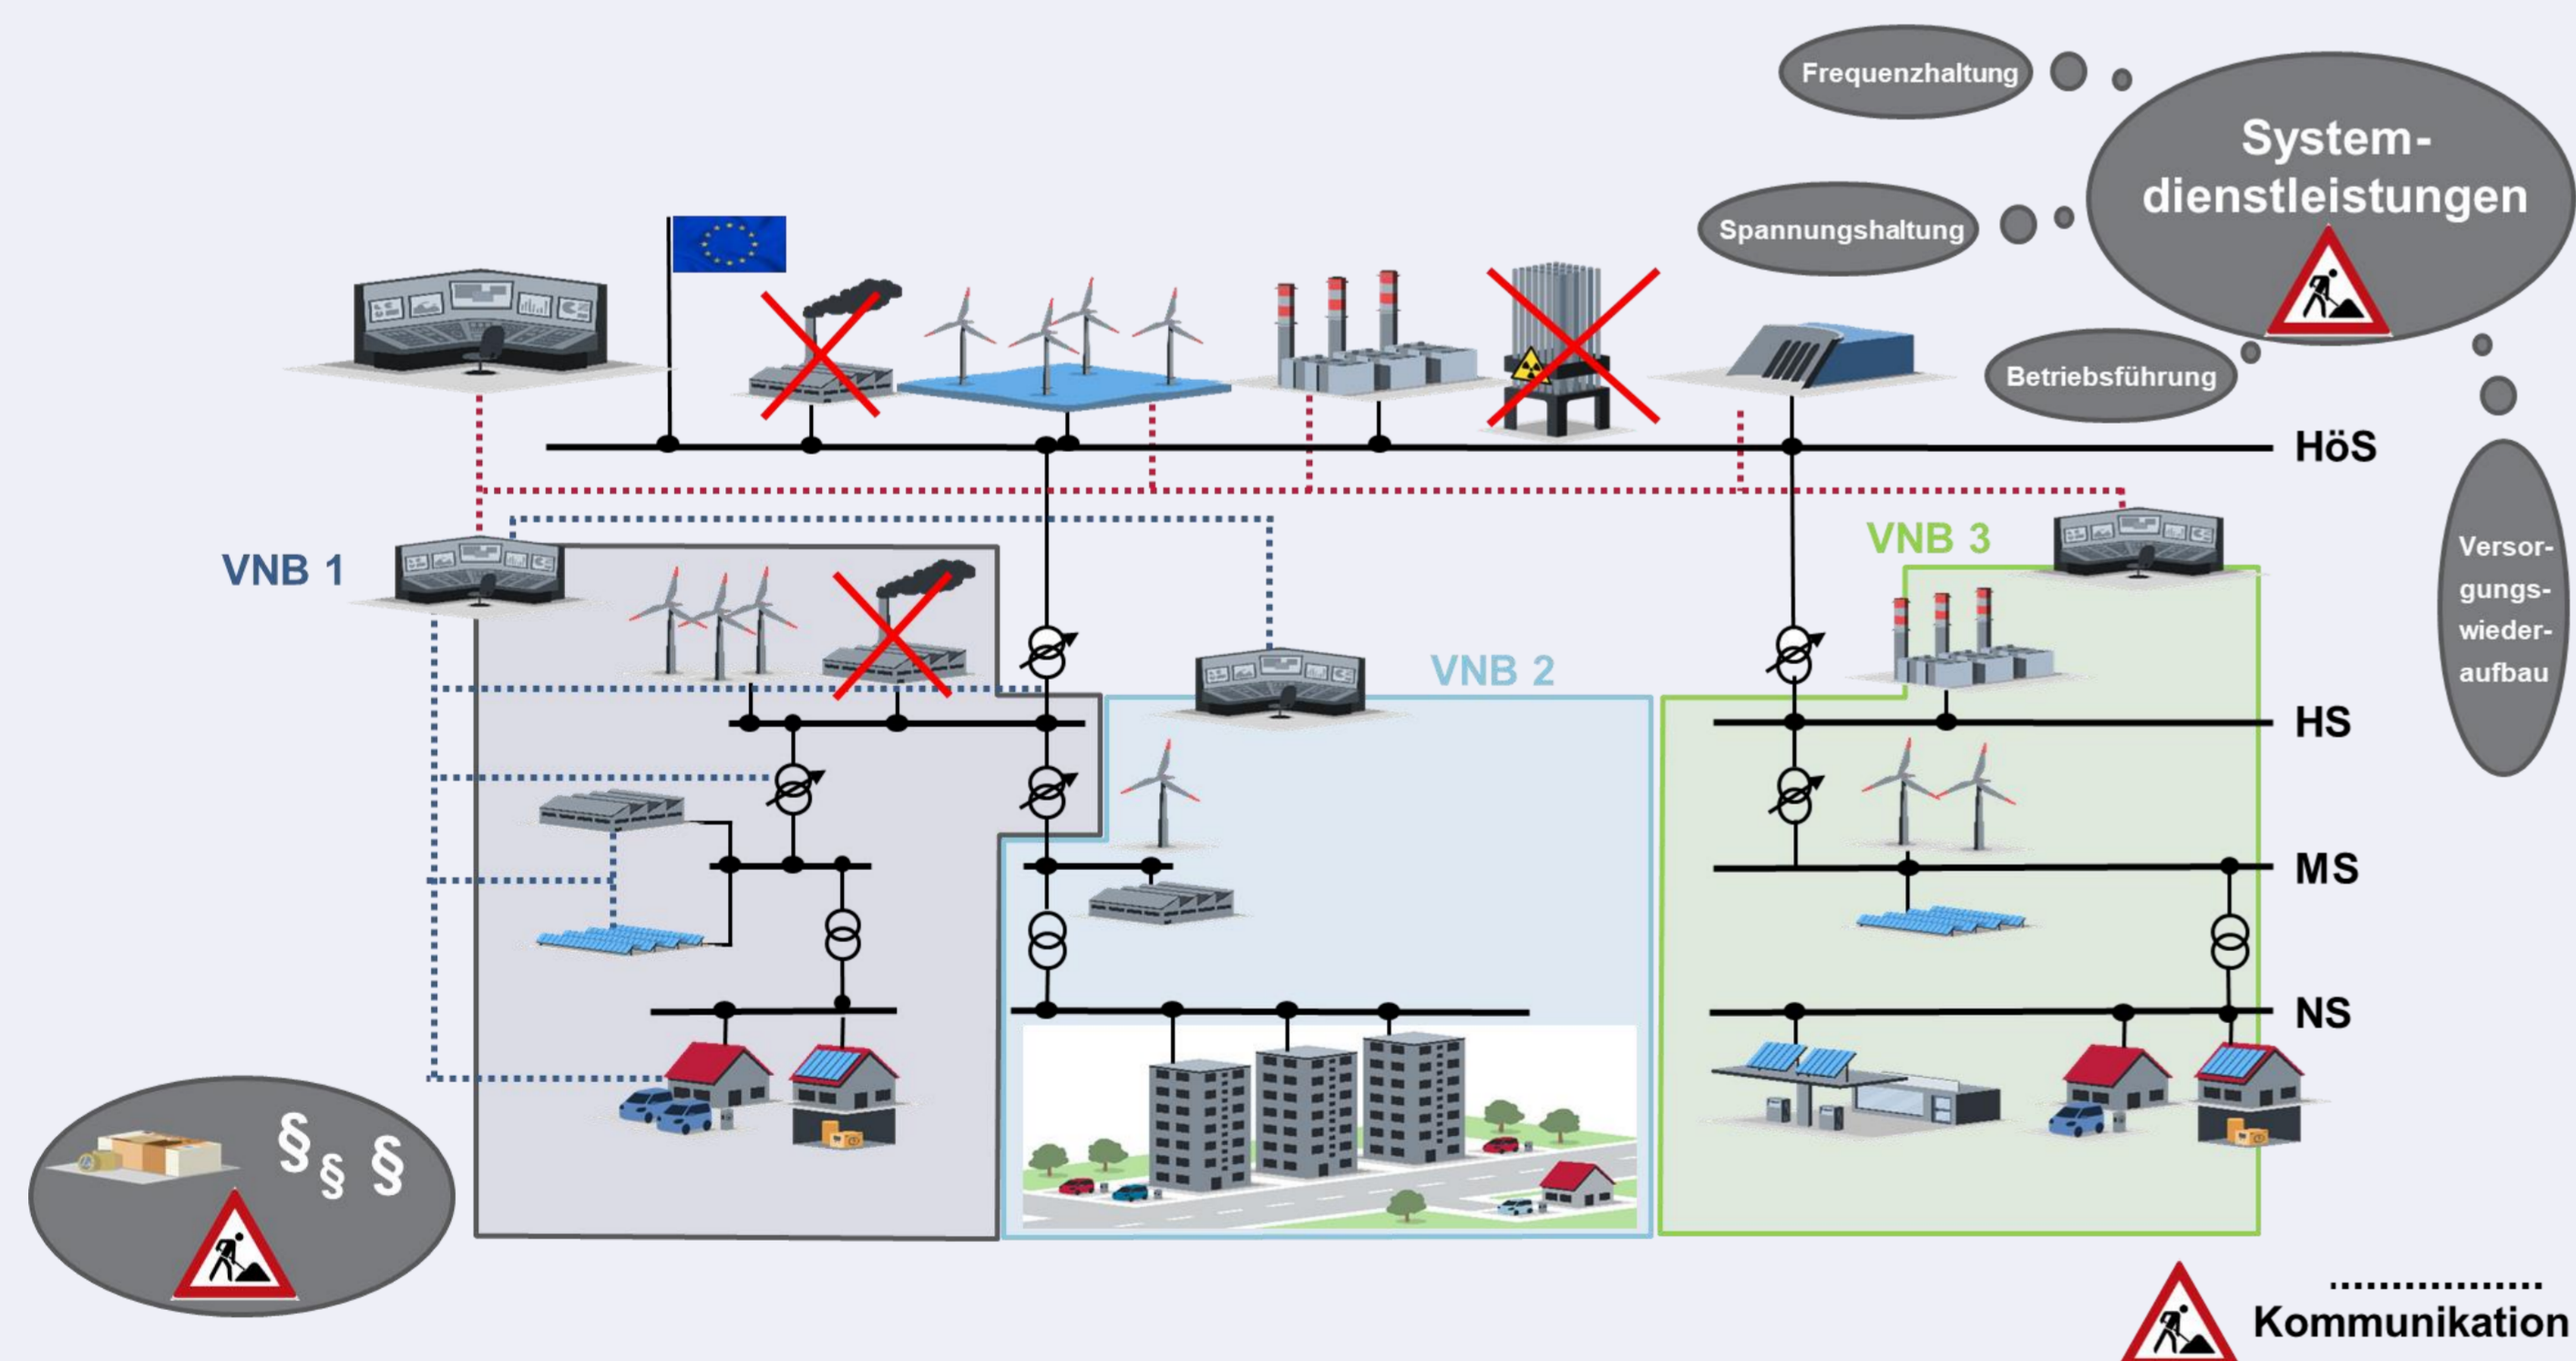 Frequenzhaltung
System-
dienstleistungen
Spannungshaltung
Betriebsführung
HöS
Versor-
gungs-
wieder-
aufbau
VNB 1
VNB 3
VNB 2
HS
MS
NS
§ § §
Kommunikation